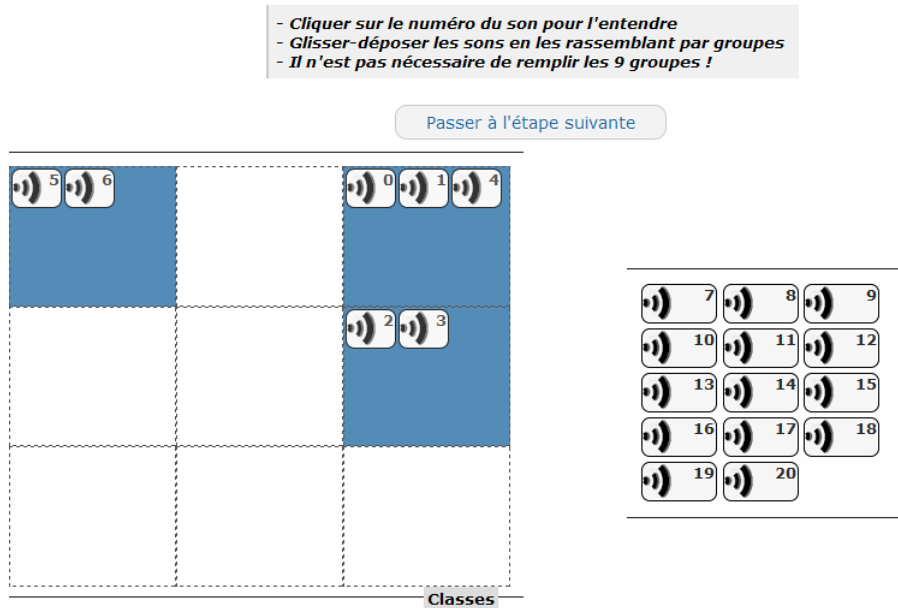 - Cliquer sur le numéro du son pour l'entendre
- Glisser-déposer les sons en les rassemblant par groupes
- Il n'est pas nécessaire de remplir les 9 groupes !
Passer à l'étape suivante
5 6 0 1 4
2 3
7 8 9
10 11 12
13 14 15
16 17 18
19 20
Classes